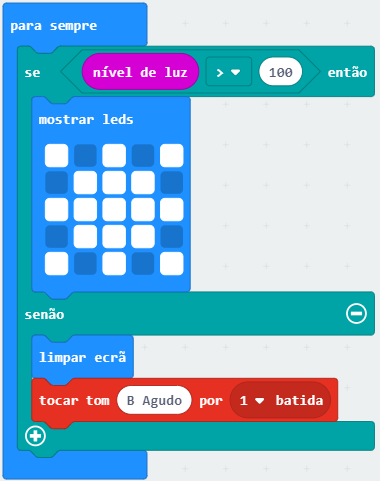 para sempre
se nível de luz > 100 então
mostrar leds
senão
limpar ecrã
tocar tom B Agudo por 1 batida